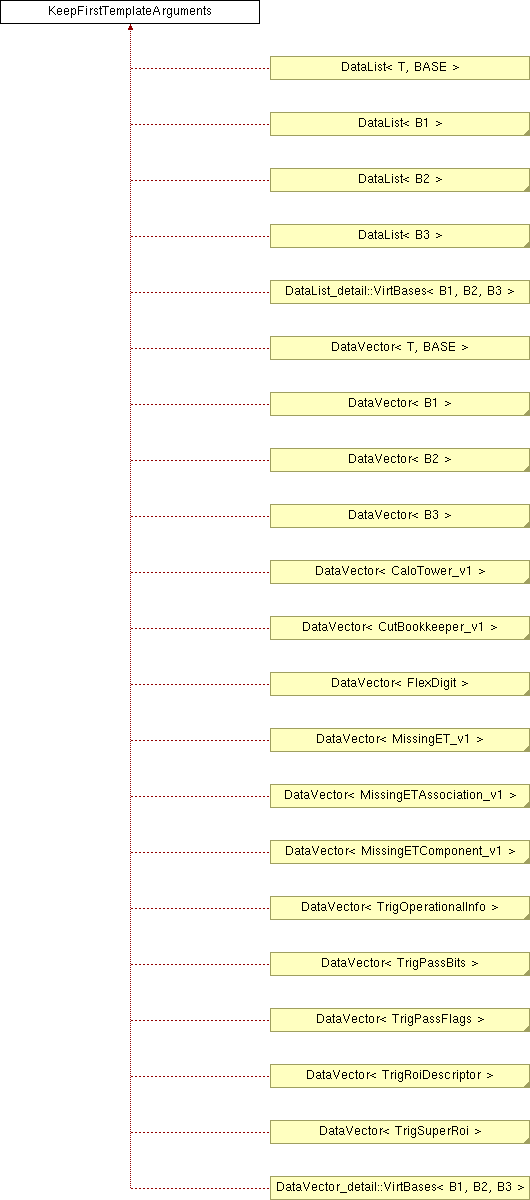 KeepFirstTemplateArguments
DataList< T, BASE >
DataList< B1 >
DataList< B2 >
DataList< B3 >
DataList_detail::VirtBases< B1, B2, B3 >
DataVector< T, BASE >
DataVector< B1 >
DataVector< B2 >
DataVector< B3 >
DataVector< CaloTower_v1 >
DataVector< CutBookkeeper_v1 >
DataVector< FlexDigit >
DataVector< MissingET_v1 >
DataVector< MissingETAssociation_v1 >
DataVector< MissingETComponent_v1 >
DataVector< TrigOperationalInfo >
DataVector< TrigPassBits >
DataVector< TrigPassFlags >
DataVector< TrigRoiDescriptor >
DataVector< TrigSuperRoi >
DataVector_detail::VirtBases< B1, B2, B3 >